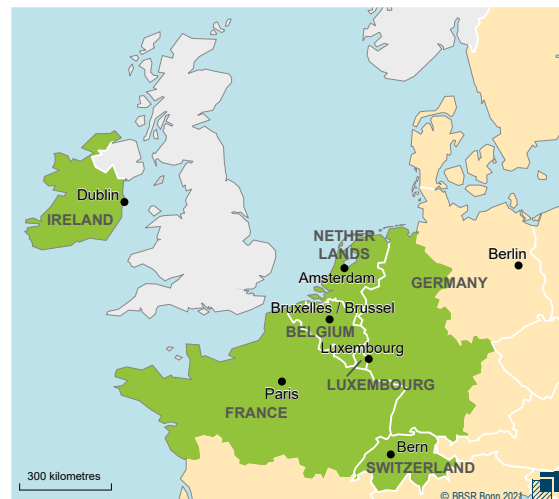 Dublin
IRELAND
NETHER
LANDS
Amsterdam
Berlin
GERMANY
Bruxelles / Brussel
BELGIUM
Luxembourg
LUXEMBOURG
Paris
FRANCE
Bern
SWITZERLAND
300 kilometres
© BBSR Bonn 2021